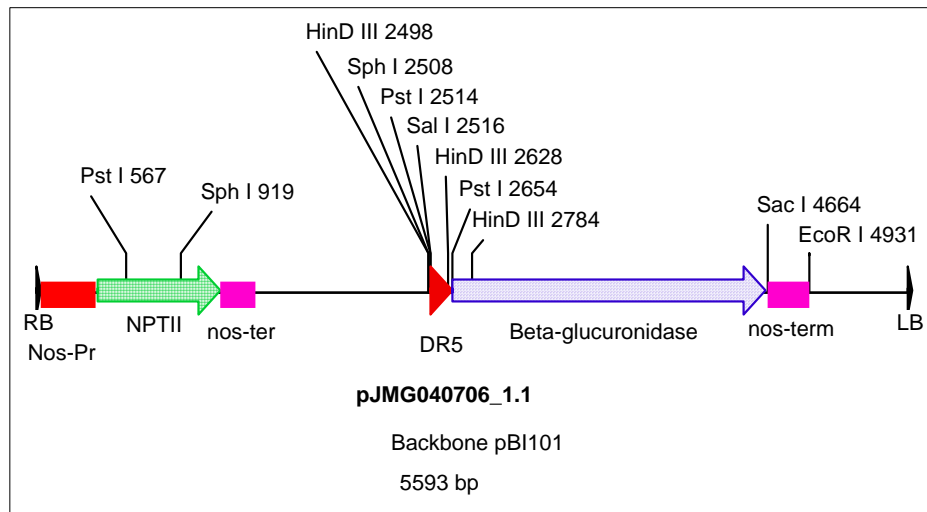 HinD III 2498
Sph I 2508
Pst I 2514
Sal I 2516
HinD III 2628
Pst I 567
Sph I 919
Pst I 2654
HinD III 2784
Sac I 4664
EcoR I 4931
RB
NPTII
nos-ter
Nos-Pr
DR5
Beta-glucuronidase
nos-term
LB
pJMG040706_1.1
Backbone pBI101
5593 bp